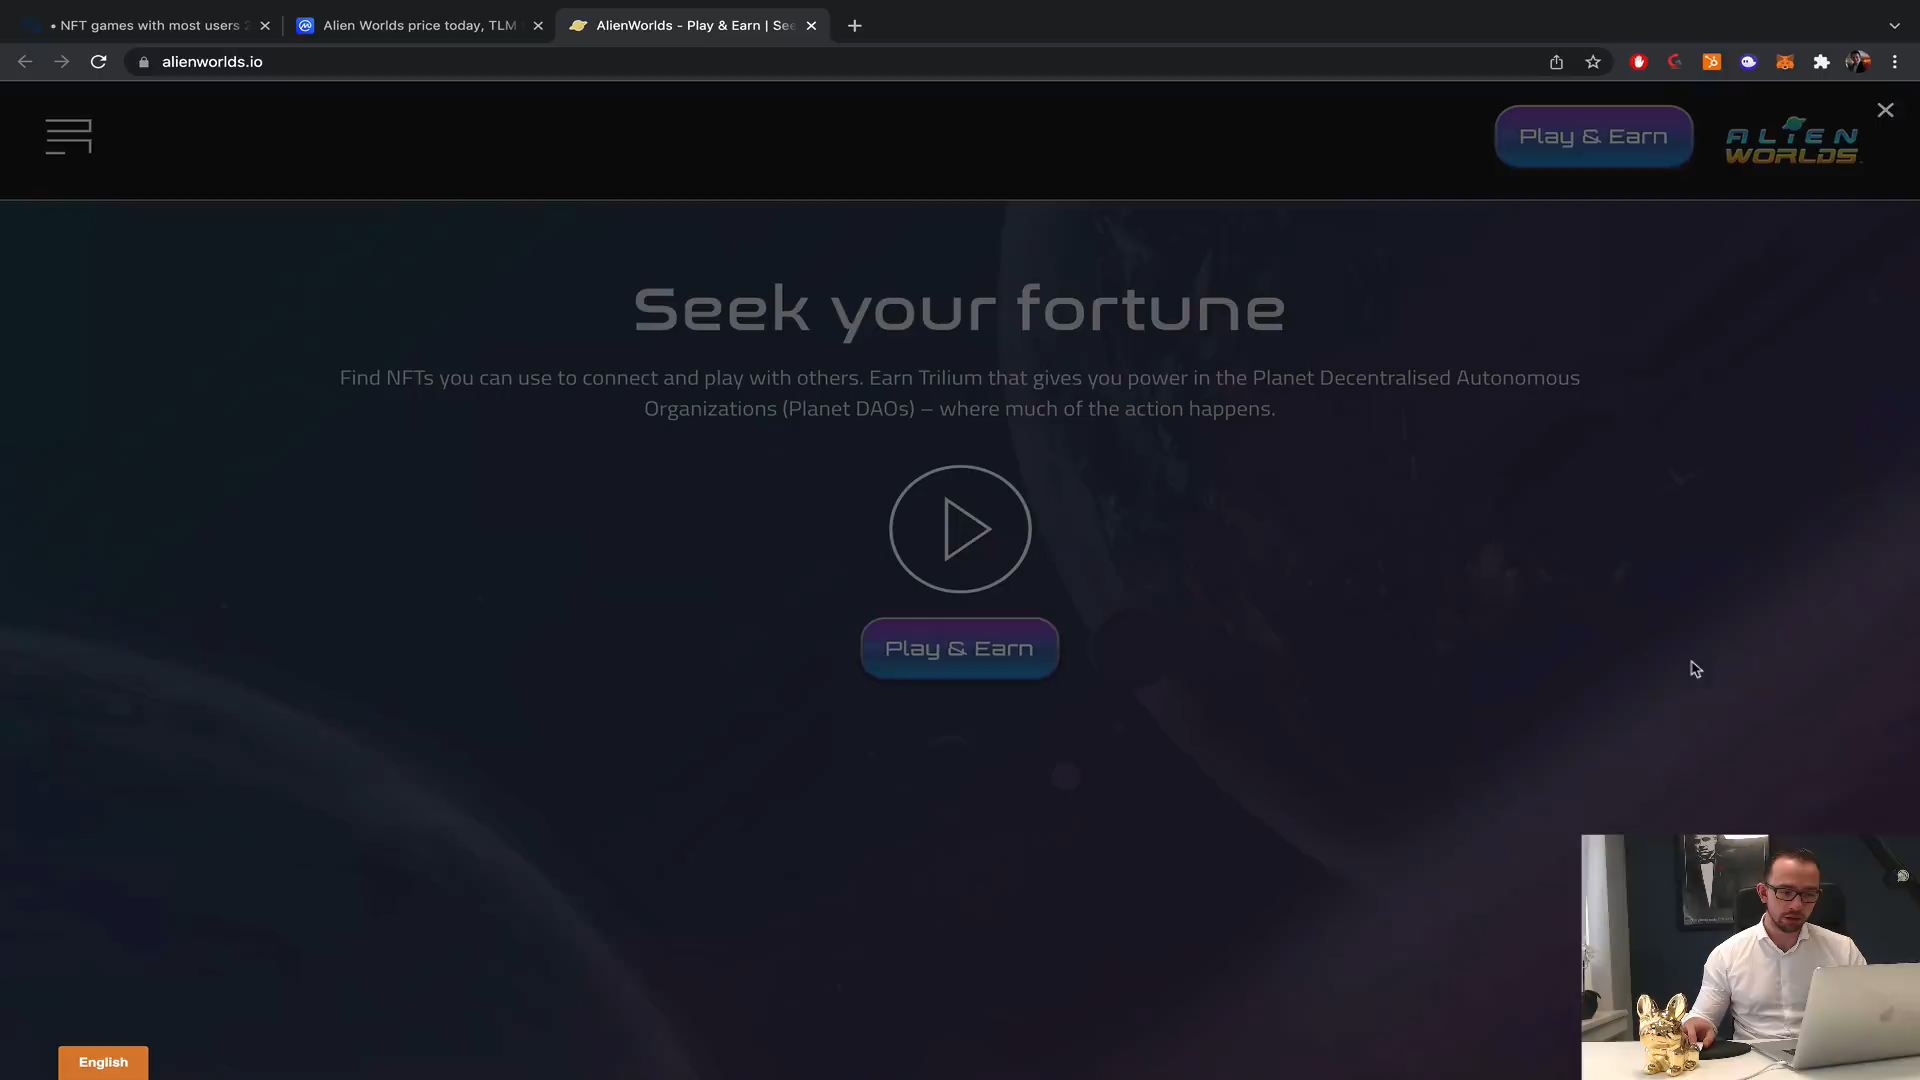 • NFT games with most users 2
Alien Worlds price today, TLM
AlienWorlds - Play & Earn | See
alienworlds.io
Play & Earn
ALIEN
WORLDS
Seek your fortune
Find NFTs you can use to connect and play with others. Earn Trilium that gives you power in the Planet Decentralised Autonomous
Organizations (Planet DAOs) – where much of the action happens.
Play & Earn
English